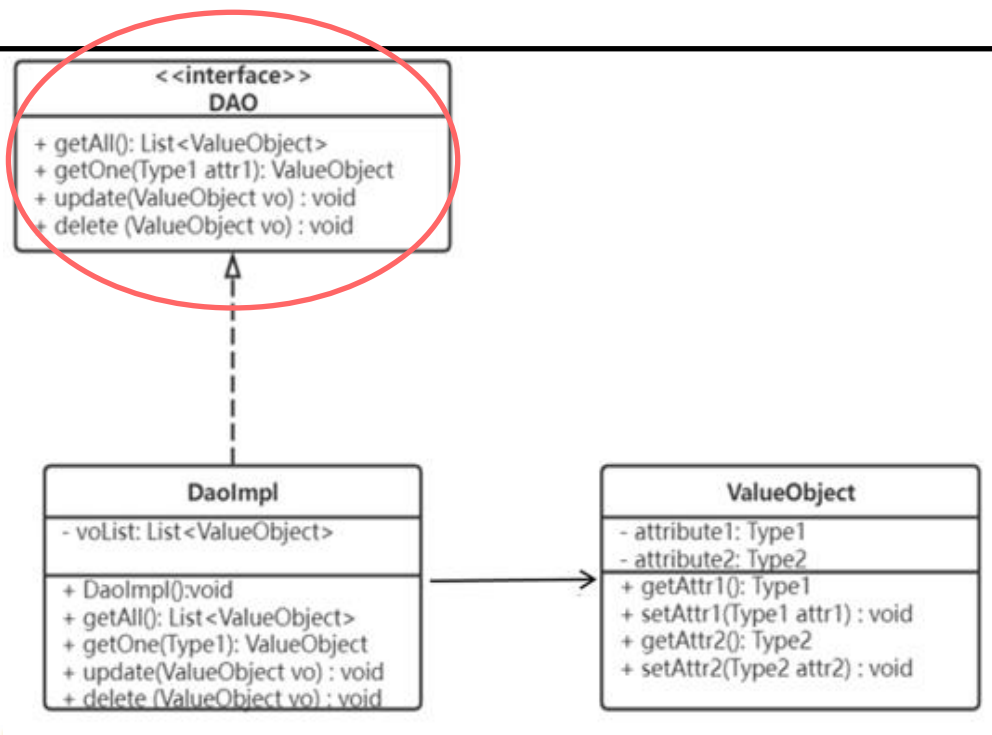 <<interface>>
DAO
+ getAll(): List<ValueObject>
+ getOne(Type1 attr1): ValueObject
+ update(ValueObject vo) : void
+ delete (ValueObject vo) : void
DaoImpl
- voList: List<ValueObject>
+ DaoImpl():void
+ getAll(): List<ValueObject>
+ getOne(Type1): ValueObject
+ update(ValueObject vo) : void
+ delete (ValueObject vo) : void
ValueObject
- attribute1: Type1
- attribute2: Type2
+ getAttr1(): Type1
+ setAttr1(Type1 attr1) : void
+ getAttr2(): Type2
+ setAttr2(Type2 attr2) : void